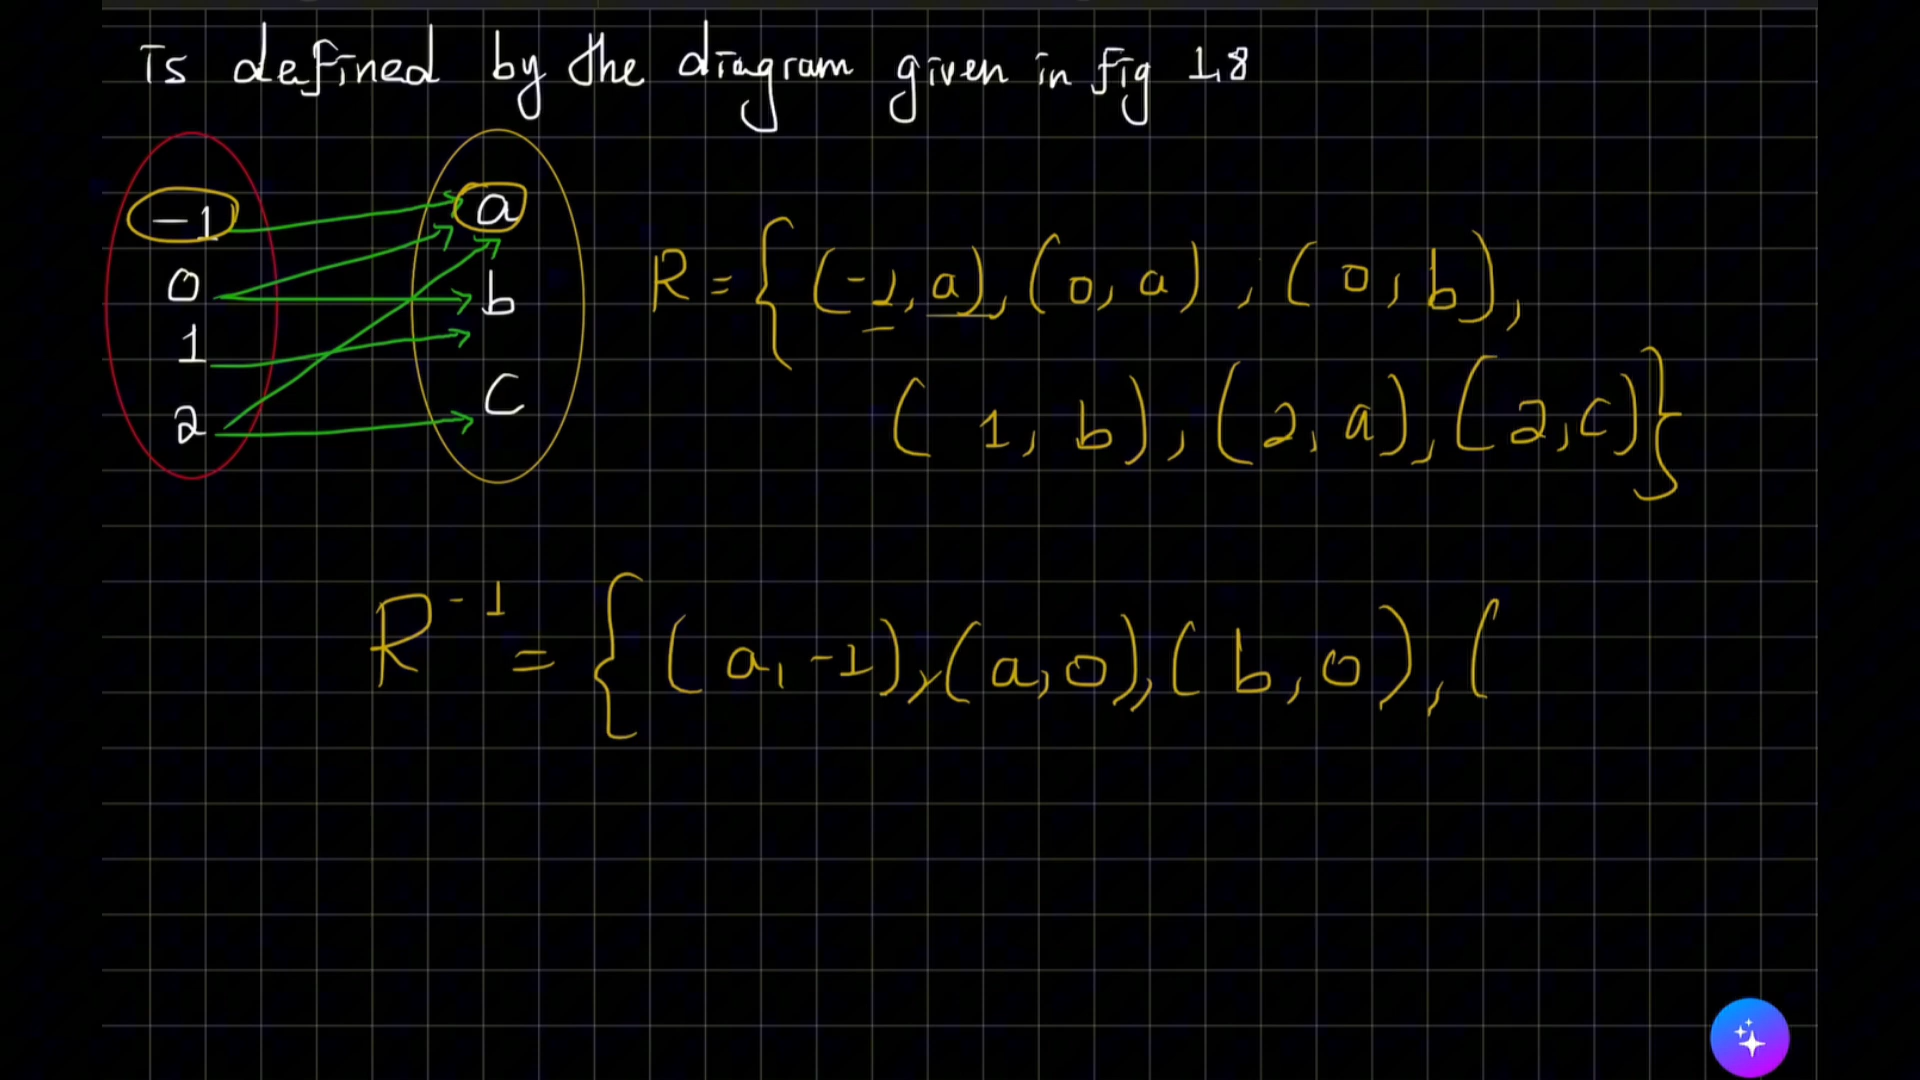 is defined by the diagram given in fig 1.8
-1
0
1
2
a
b
c
R = { (-1, a), (0, a), (0, b),
(1, b), (2, a), (2, c) }
R⁻¹ = { (a, -1), (a, 0), (b, 0), (